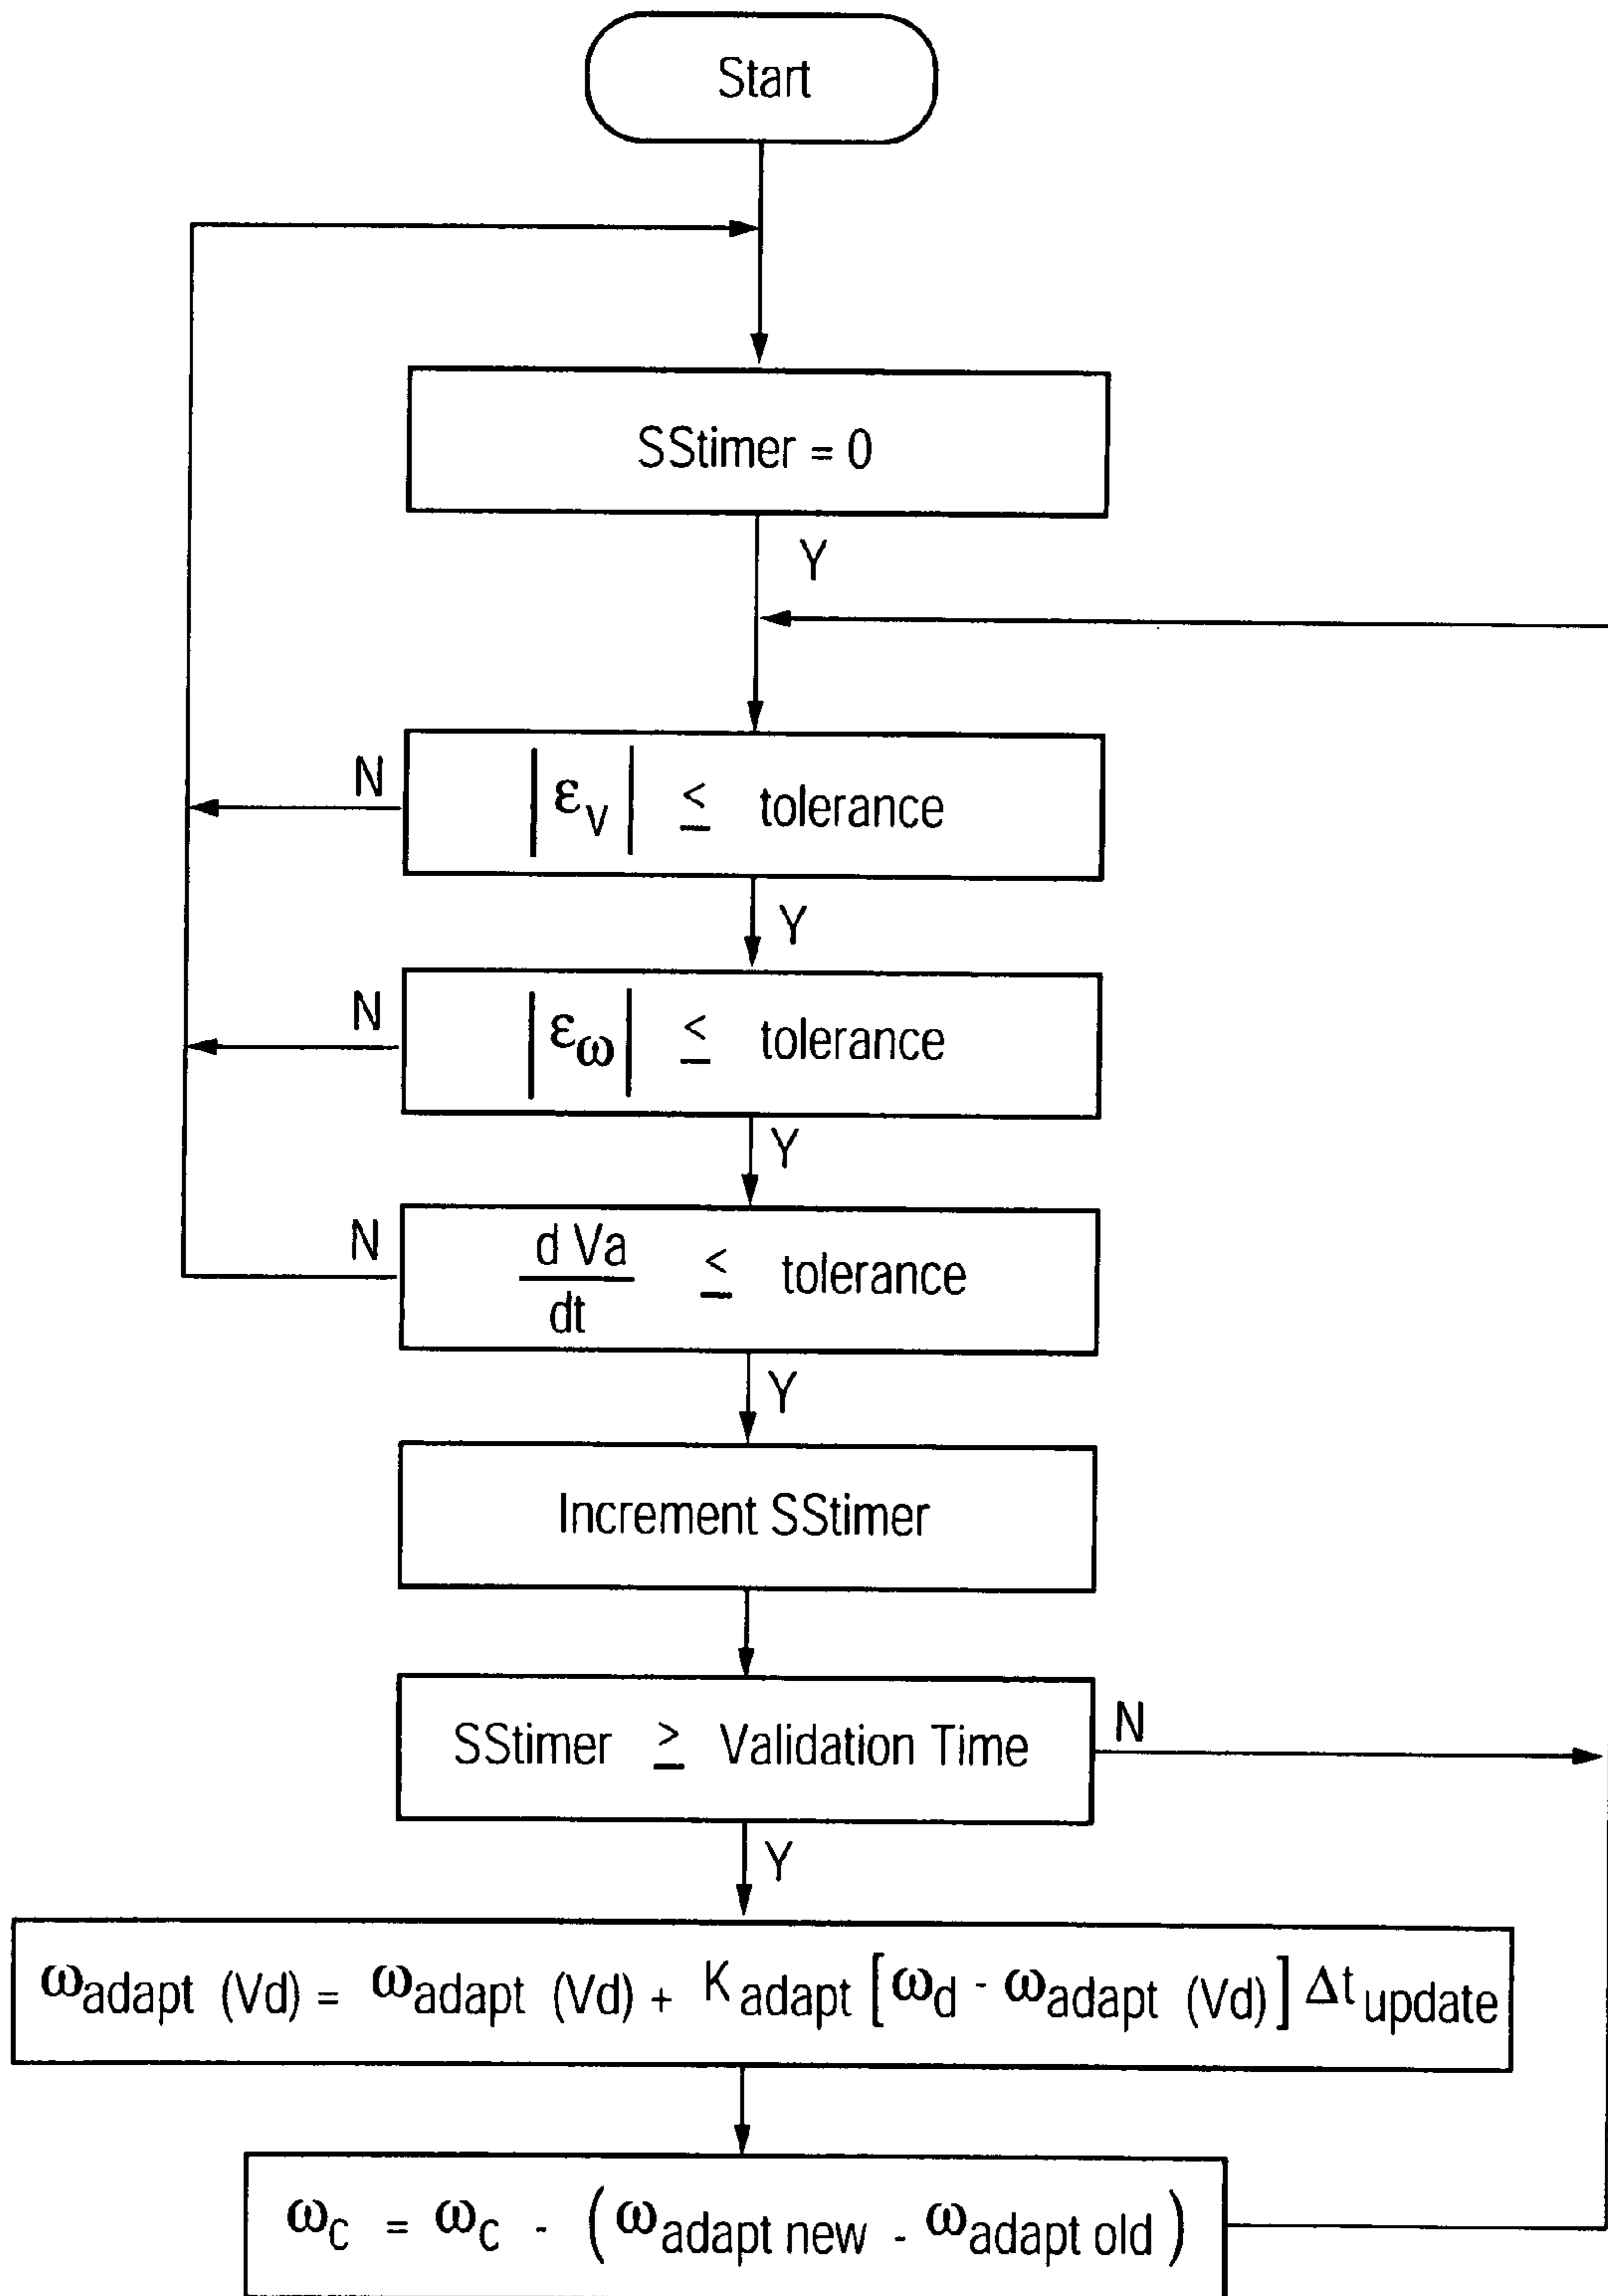 Start
SStimer = 0
Y
N
|εv| ≤ tolerance
Y
N
|εω| ≤ tolerance
Y
N
d Va
dt
≤ tolerance
Y
Increment SStimer
SStimer ≥ Validation Time
N
Y
ωadapt (Vd) = ωadapt (Vd) + Kadapt [ωd - ωadapt (Vd)] Δtupdate
ωc = ωc - (ωadapt new - ωadapt old)